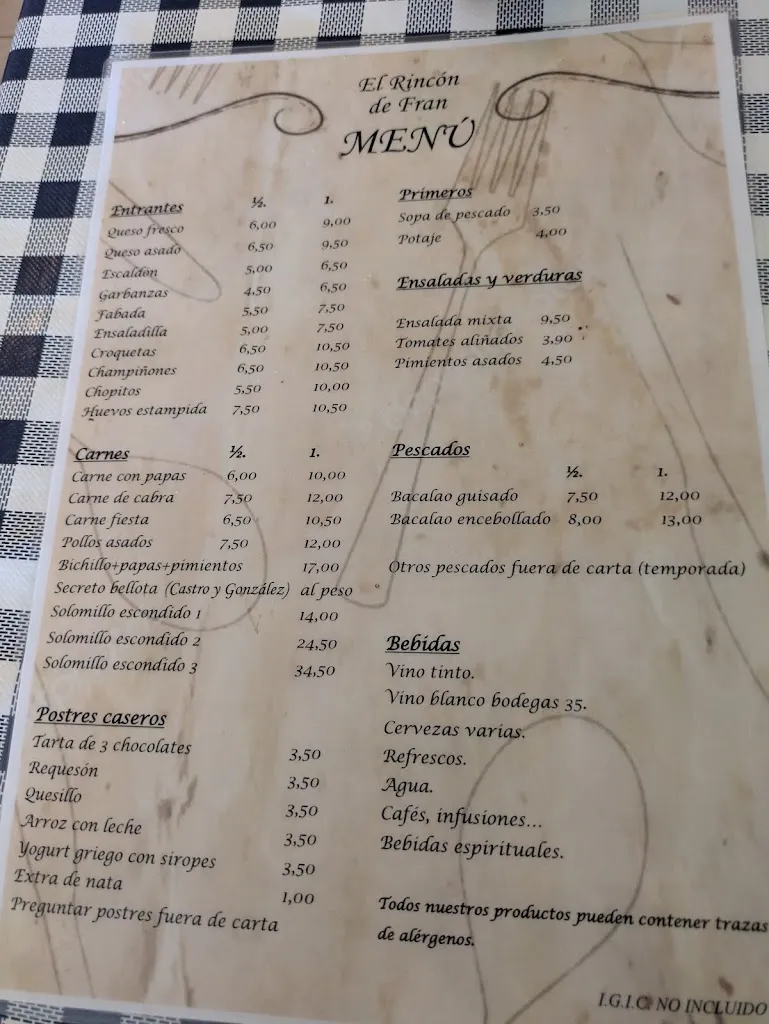 El Rincón
de Fran
MENÚ
Entrantes ½. 1.
Queso fresco 6,00 9,00
Queso asado 6,50 9,50
Escaldón 5,00 6,50
Garbanzas 4,50 6,50
Fabada 5,50 7,50
Ensaladilla 5,00 7,50
Croquetas 6,50 10,50
Champiñones 6,50 10,50
Chopitos 5,50 10,00
Huevos estampida 7,50 10,50
Carnes ½. 1.
Carne con papas 6,00 10,00
Carne de cabra 7,50 12,00
Carne fiesta 6,50 10,50
Pollos asados 7,50 12,00
Bichillo+papas+pimientos 17,00
Secreto bellota (Castro y González) al peso
Solomillo escondido 1 14,00
Solomillo escondido 2 24,50
Solomillo escondido 3 34,50
Postres caseros
Tarta de 3 chocolates 3,50
Requesón 3,50
Quesillo 3,50
Arroz con leche 3,50
Yogurt griego con siropes 3,50
Extra de nata 1,00
Preguntar postres fuera de carta
Primeros
Sopa de pescado 3,50
Potaje 4,00
Ensaladas y verduras
Ensalada mixta 9,50
Tomates aliñados 3,90
Pimientos asados 4,50
Pescados
½. 1.
Bacalao guisado 7,50 12,00
Bacalao encebollado 8,00 13,00
Otros pescados fuera de carta (temporada)
Bebidas
Vino tinto.
Vino blanco bodegas 35.
Cervezas varias.
Refrescos.
Agua.
Cafés, infusiones...
Bebidas espirituales.
Todos nuestros productos pueden contener trazas
de alérgenos.
I.G.I.C. NO INCLUIDO